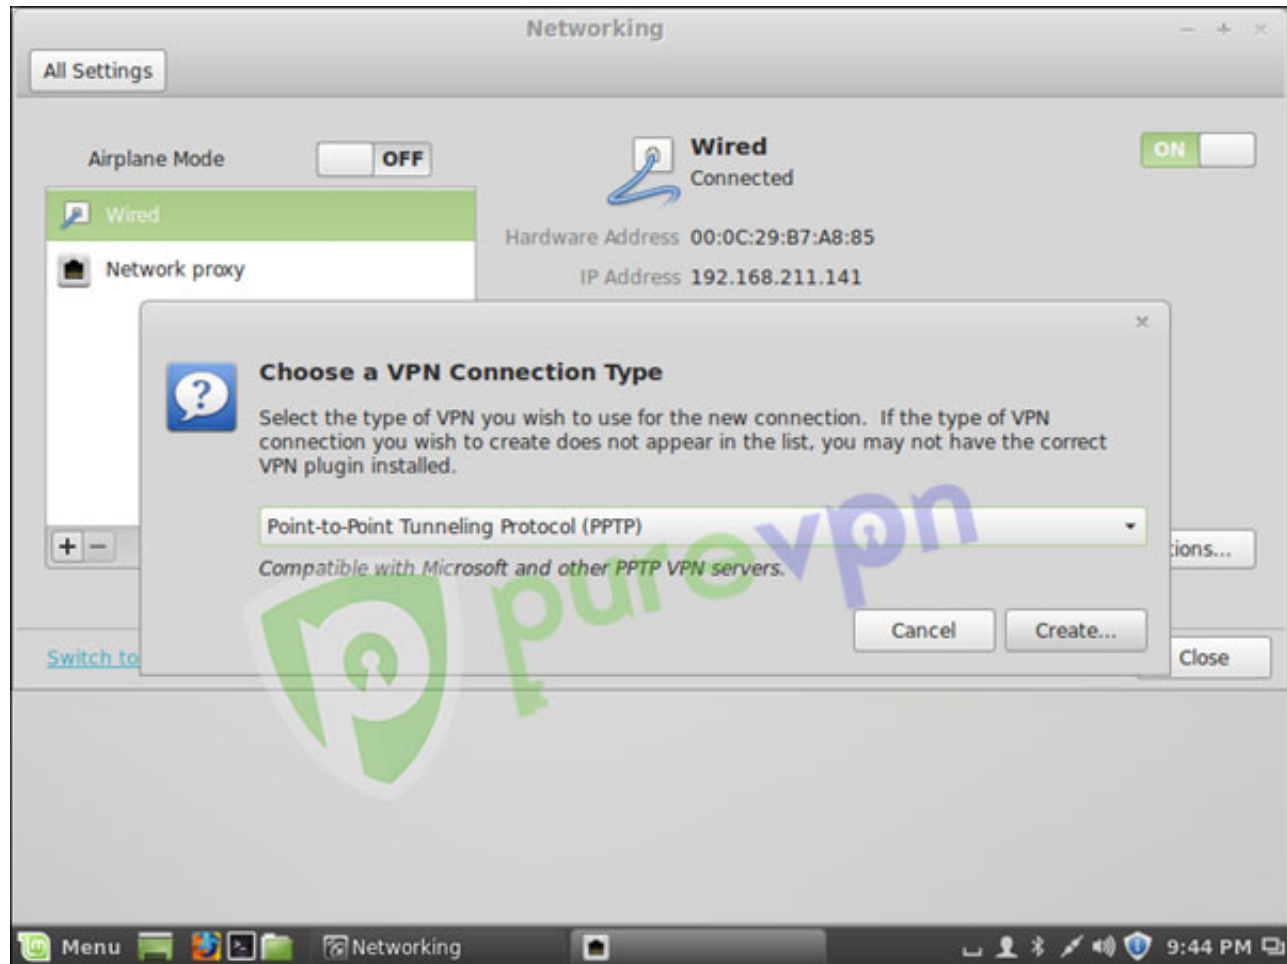 Networking
All Settings
Airplane Mode
OFF
Wired
Connected
ON
Wired
Network proxy
Hardware Address 00:0C:29:B7:A8:85
IP Address 192.168.211.141
Choose a VPN Connection Type
Select the type of VPN you wish to use for the new connection.  If the type of VPN
connection you wish to create does not appear in the list, you may not have the correct
VPN plugin installed.
Point-to-Point Tunneling Protocol (PPTP)
Compatible with Microsoft and other PPTP VPN servers.
purevpn
tions...
Cancel
Create...
Switch to
Close
Menu
Networking
9:44 PM